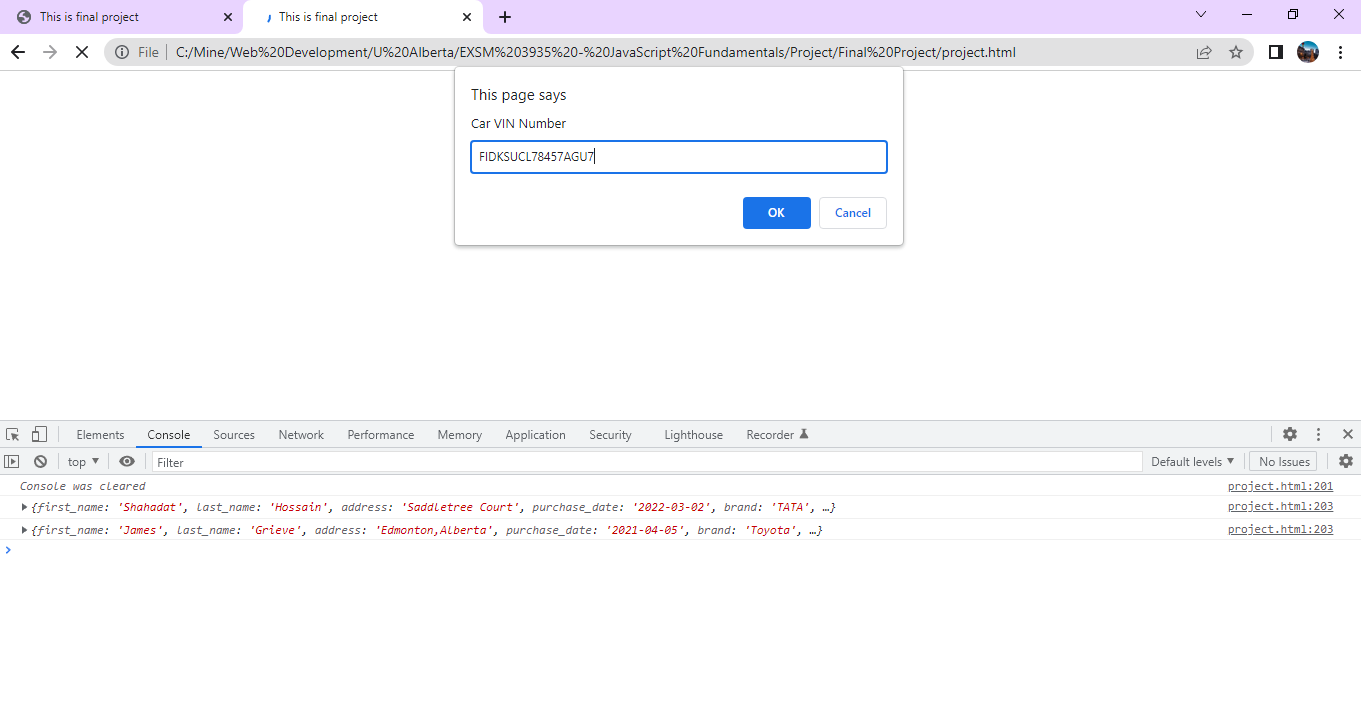 This page says
This is final project
This is final project
File
C:/Mine/Web%20Development/U%20Alberta/EXSM%203935%20-%20JavaScript%20Fundamentals/Project/Final%20Project/project.html
This page says
Car VIN Number
FIDKSUCL78457AGU7
OK Cancel
Elements Console Sources Network Performance Memory Application Security Lighthouse Recorder
top Filter Default levels No Issues
Console was cleared project.html:201
{first_name: 'Shahadat', last_name: 'Hossain', address: 'Saddletree Court', purchase_date: '2022-03-02', brand: 'TATA', …} project.html:203
{first_name: 'James', last_name: 'Grieve', address: 'Edmonton,Alberta', purchase_date: '2021-04-05', brand: 'Toyota', …} project.html:203